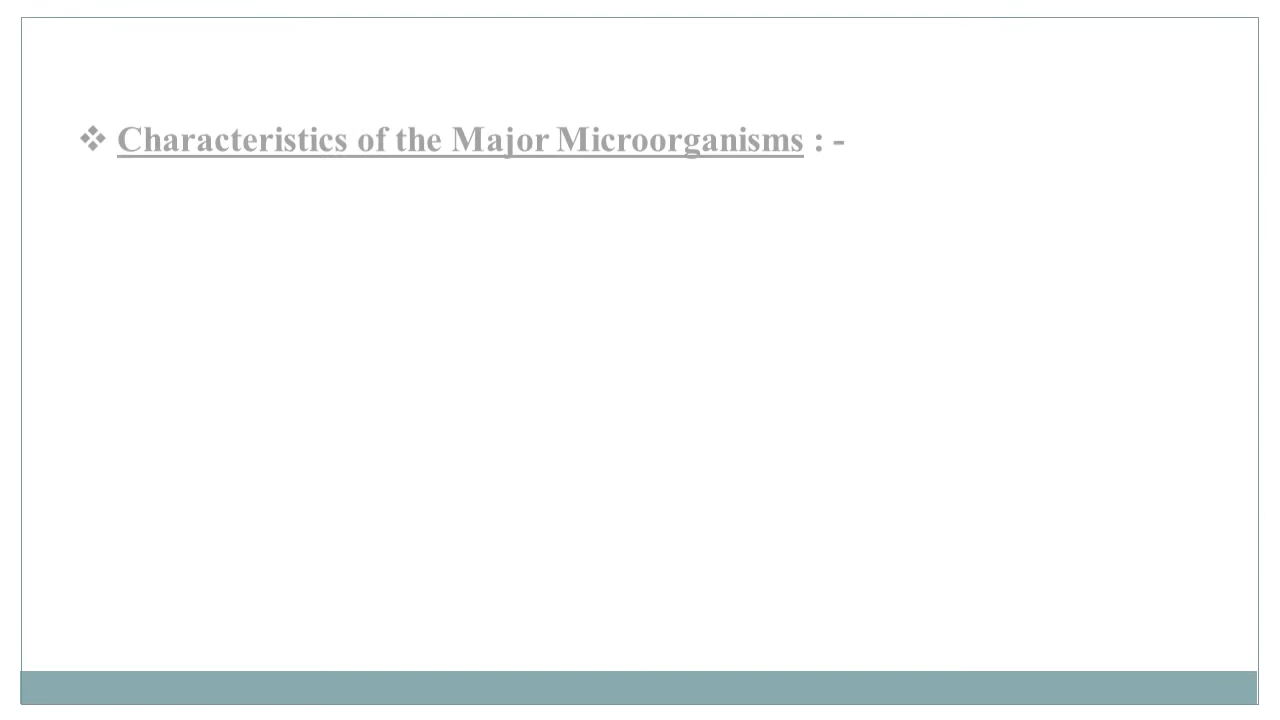 ❖ Characteristics of the Major Microorganisms : -